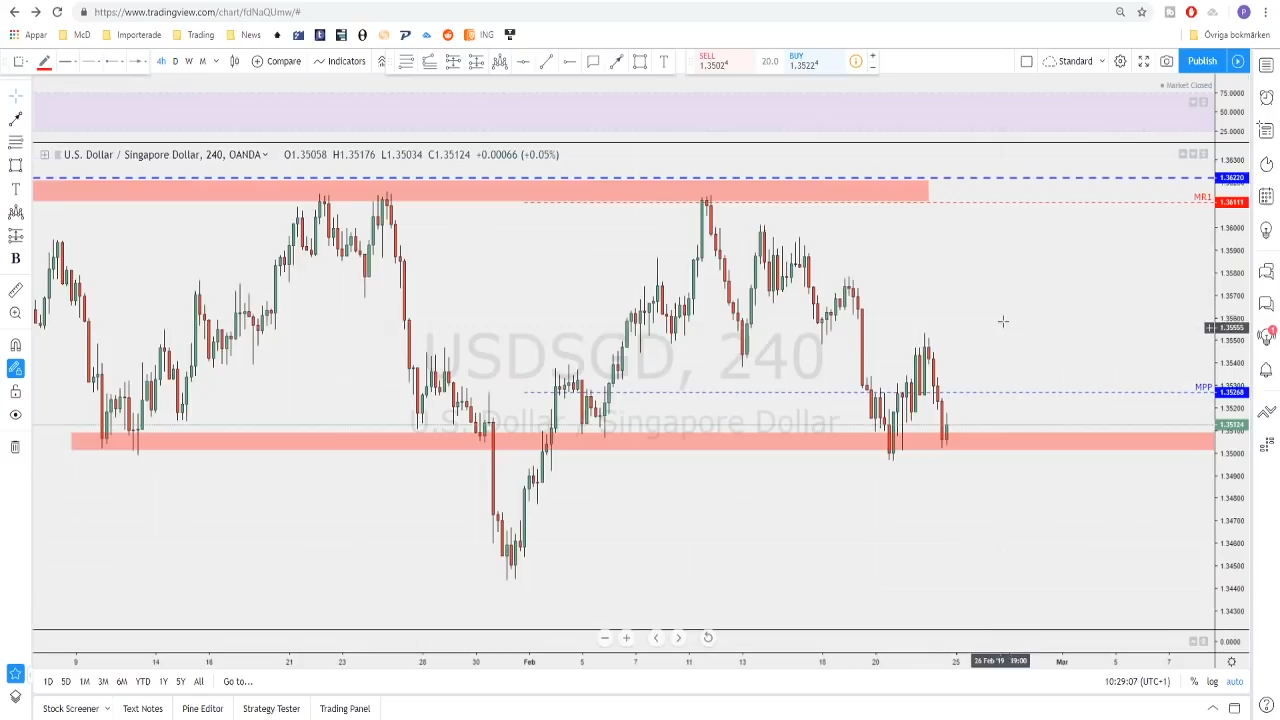 https://www.tradingview.com/chart/fdNaQUmw/#
Appar McD Importerade Trading News ING Övriga bokmärken
4h D W M Compare Indicators SELL 1.35024 20.0 BUY 1.35224 Standard Publish
Market Closed
75.0000
50.0000
25.0000
U.S. Dollar / Singapore Dollar, 240, OANDA O1.35058 H1.35176 L1.35034 C1.35124 +0.00066 (+0.05%)
1.36300
1.36220
MR1 1.36111
1.36000
1.35900
1.35800
1.35700
1.35600
1.35555
1.35500
1.35400
1.35300
USDSGD, 240
MPP 1.35268
1.35200
U.S. Dollar / Singapore Dollar
1.35124
1.35000
1.34900
1.34800
1.34700
1.34600
1.34500
1.34400
1.34300
0.0000
9 14 16 21 23 28 30 Feb 5 7 11 13 18 20 25 26 Feb '19 19:00 Mar 5 7
1D 5D 1M 3M 6M YTD 1Y 5Y All Go to... 10:29:07 (UTC+1) % log auto
Stock Screener Text Notes Pine Editor Strategy Tester Trading Panel